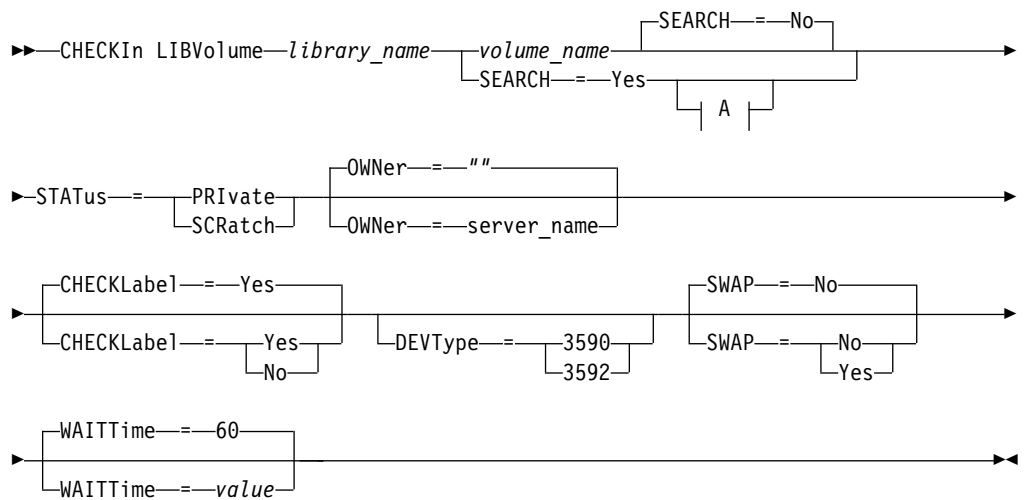 SEARCH = No
CHECKIn LIBVolume library_name volume_name
SEARCH = Yes
A
OWNer = ""
STATus = PRIvate
SCRatch OWNer = server_name
CHECKLabel = Yes SWAP = No
CHECKLabel = Yes DEVType = 3590 SWAP = No
No 3592 Yes
WAITTime = 60
WAITTime = value